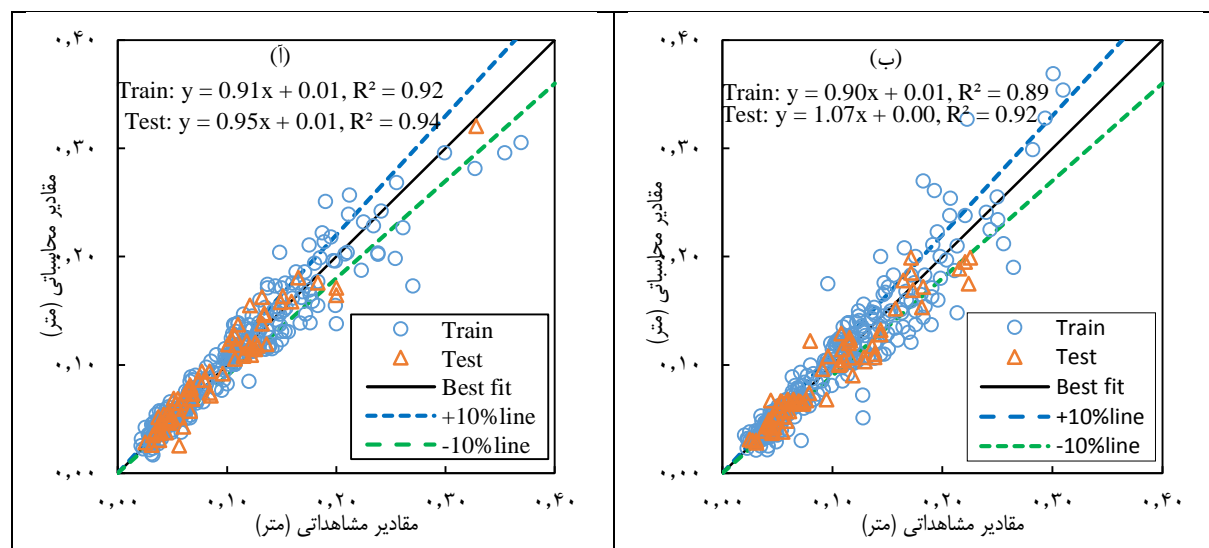 (آ)
Train: y = 0.91x + 0.01, R² = 0.92
Test: y = 0.95x + 0.01, R² = 0.94
۰٫۴۰
۰٫۳۰
۰٫۲۰
۰٫۱۰
۰٫۰۰
مقادیر محاسباتی (متر)
Train
Test
Best fit
+10%line
-10%line
۰٫۰۰ ۰٫۱۰ ۰٫۲۰ ۰٫۳۰ ۰٫۴۰
مقادیر مشاهداتی (متر)
(ب)
Train: y = 0.90x + 0.01, R² = 0.89
Test: y = 1.07x + 0.00, R² = 0.92
۰٫۴۰
۰٫۳۰
۰٫۲۰
۰٫۱۰
۰٫۰۰
مقادیر محاسباتی (متر)
Train
Test
Best fit
+10%line
-10%line
۰٫۰۰ ۰٫۱۰ ۰٫۲۰ ۰٫۳۰ ۰٫۴۰
مقادیر مشاهداتی (متر)